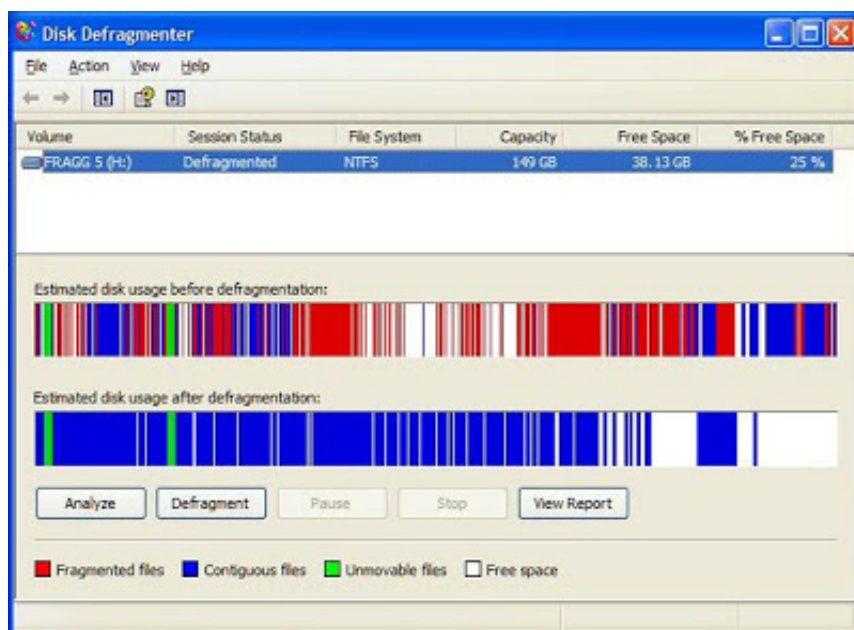 Disk Defragmenter
File Action View Help
Volume Session Status File System Capacity Free Space % Free Space
FRAGG 5 (H:) Defragmented NTFS 149 GB 38.13 GB 25 %
Estimated disk usage before defragmentation:
Estimated disk usage after defragmentation:
Analyze Defragment Pause Stop View Report
Fragmented files Contiguous files Unmovable files Free space